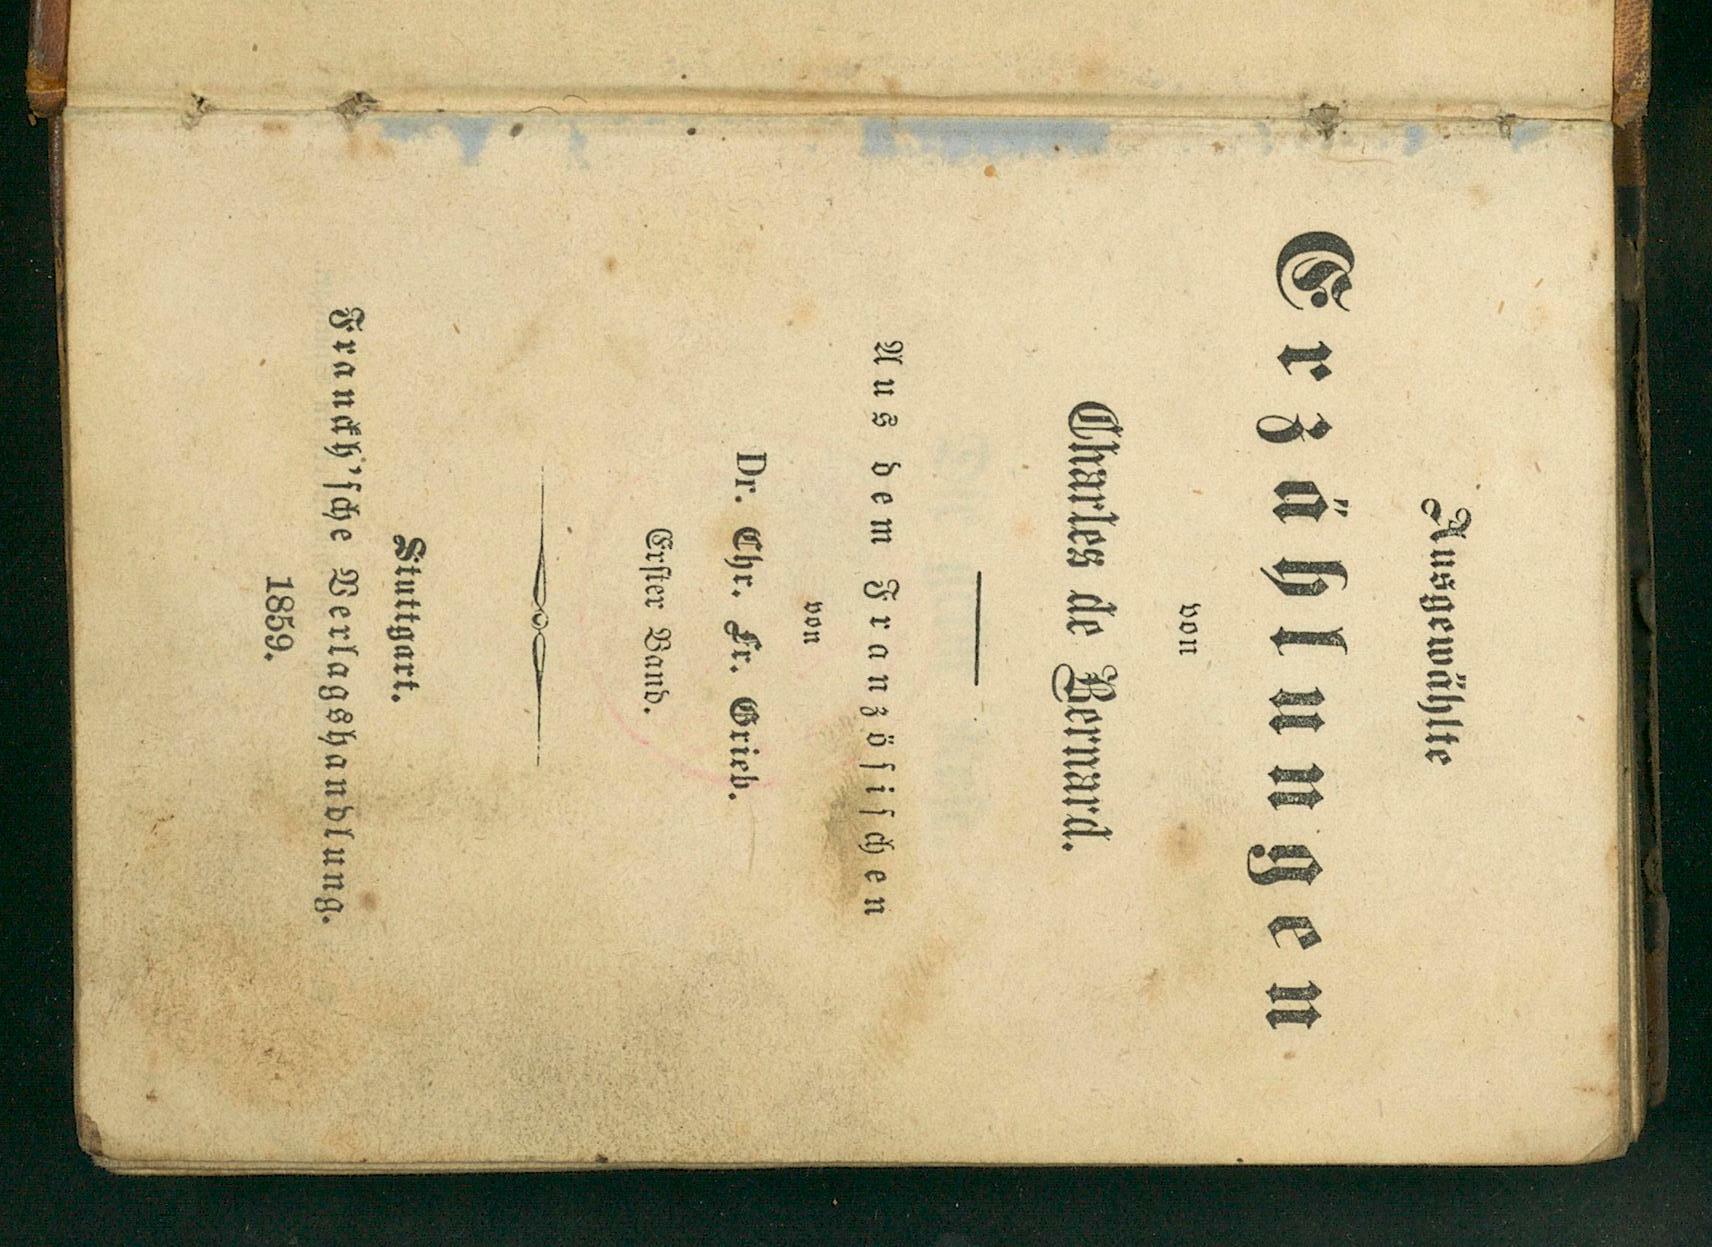 Ausgewählte
Erzählungen
von
Charles de Bernard.
Aus dem Französischen
von
Dr. Chr. Fr. Grieb.
Erster Band.
Stuttgart.
Franckh'sche Verlagshandlung.
1859.